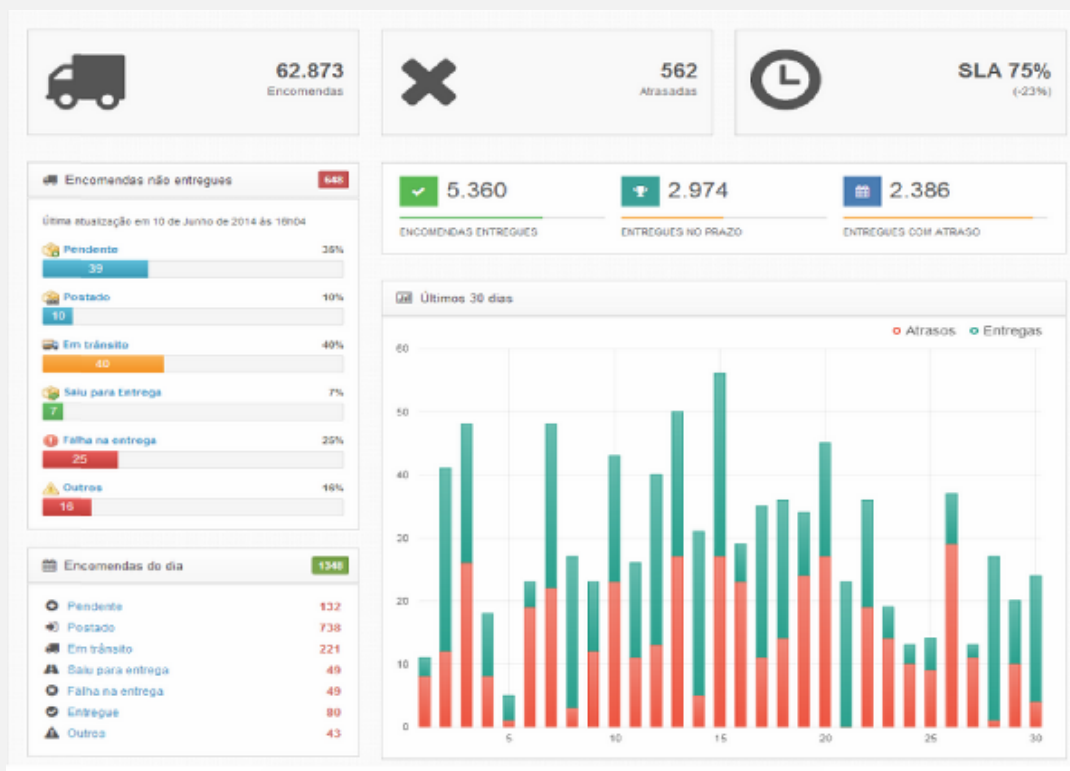 62.873
Encomendas
562
Atrasadas
SLA 75%
(-23%)
Encomendas não entregues
648
Última atualização em 10 de Junho de 2014 às 16h04
Pendente
35%
39
Postado
10%
10
Em trânsito
40%
40
Saiu para Entrega
7%
7
Falha na entrega
25%
25
Outros
16%
16
Encomendas do dia
1348
Pendente 132
Postado 738
Em trânsito 221
Saiu para entrega 49
Falha na entrega 49
Entregue 80
Outros 43
5.360
ENCOMENDAS ENTREGUES
2.974
ENTREGUES NO PRAZO
2.386
ENTREGUES COM ATRASO
Últimos 30 dias
Atrasos Entregas
60
50
40
30
20
10
0
5 10 15 20 25 30